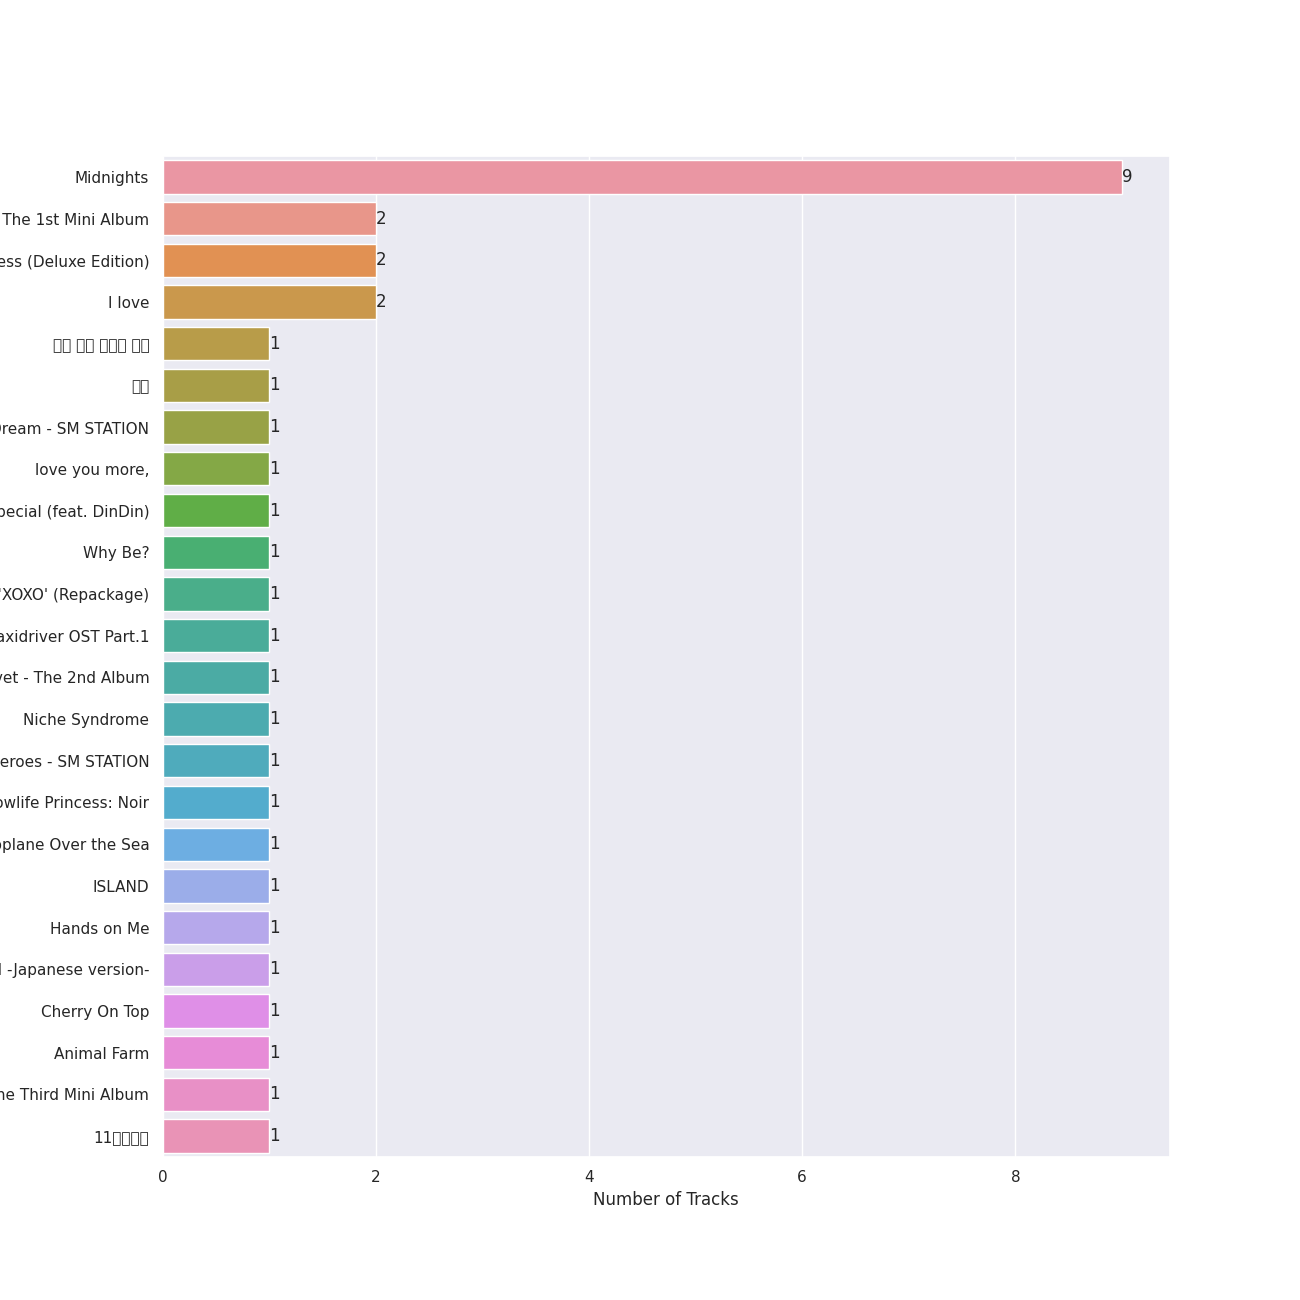 Midnights
9
The 1st Mini Album
2
ess (Deluxe Edition)
2
I love
2
1
1
Dream - SM STATION
1
love you more,
1
pecial (feat. DinDin)
1
Why Be?
1
'XOXO' (Repackage)
1
axidriver OST Part.1
1
vet - The 2nd Album
1
Niche Syndrome
1
eroes - SM STATION
1
owlife Princess: Noir
1
oplane Over the Sea
1
ISLAND
1
Hands on Me
1
-Japanese version-
1
Cherry On Top
1
Animal Farm
1
he Third Mini Album
1
11
1
0 2 4 6 8
Number of Tracks